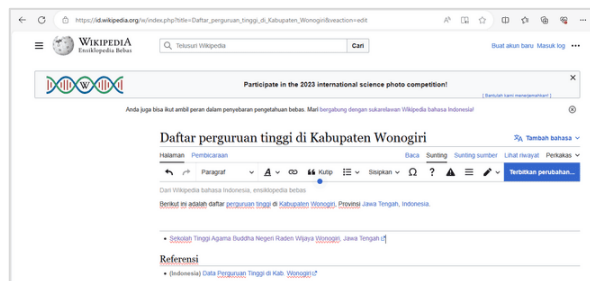 https://id.wikipedia.org/w/index.php?title=Daftar_perguruan_tinggi_di_Kabupaten_Wonogiri&veaction=edit
WIKIPEDIA
Ensiklopedia Bebas
Telusuri Wikipedia
Cari
Buat akun baru Masuk log
Participate in the 2023 international science photo competition!
[Bantulah kami menerjemahkan!]
Anda juga bisa ikut ambil peran dalam penyebaran pengetahuan bebas. Mari bergabung dengan sukarelawan Wikipedia bahasa Indonesia!
Daftar perguruan tinggi di Kabupaten Wonogiri
Tambah bahasa
Halaman Pembicaraan Baca Sunting Sunting sumber Lihat riwayat Perkakas
Paragraf A Kutip Sisipkan Ω ? Terbitkan perubahan...
Dari Wikipedia bahasa Indonesia, ensiklopedia bebas
Berikut ini adalah daftar perguruan tinggi di Kabupaten Wonogiri, Provinsi Jawa Tengah, Indonesia.
• Sekolah Tinggi Agama Buddha Negeri Raden Wijaya Wonogiri, Jawa Tengah
Referensi
• (Indonesia) Data Perguruan Tinggi di Kab. Wonogiri